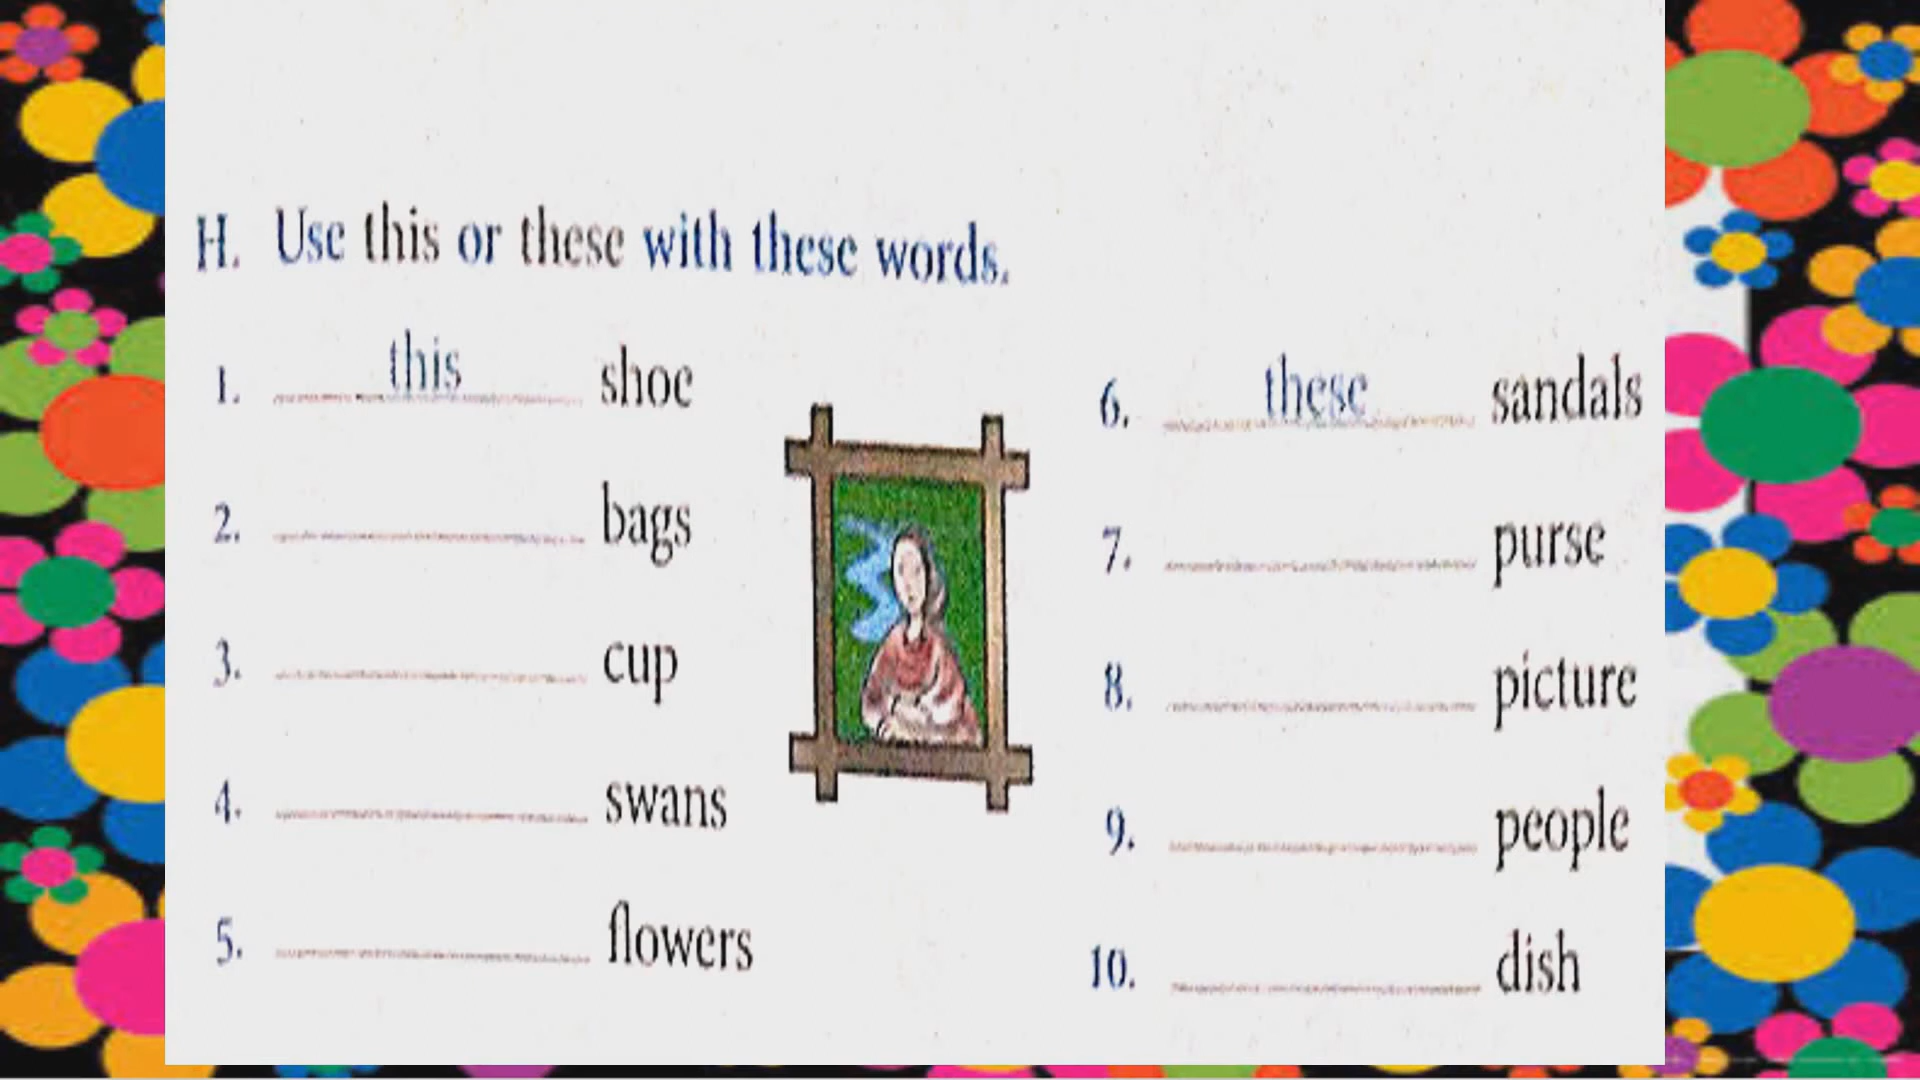 H. Use this or these with these words.
1. this shoe
2. bags
3. cup
4. swans
5. flowers
6. these sandals
7. purse
8. picture
9. people
10. dish